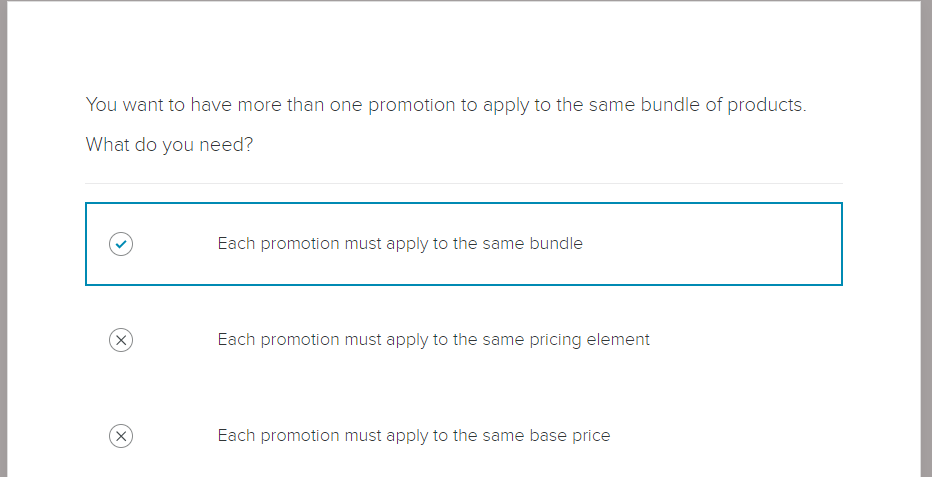 You want to have more than one promotion to apply to the same bundle of products.
What do you need?
Each promotion must apply to the same bundle
Each promotion must apply to the same pricing element
Each promotion must apply to the same base price